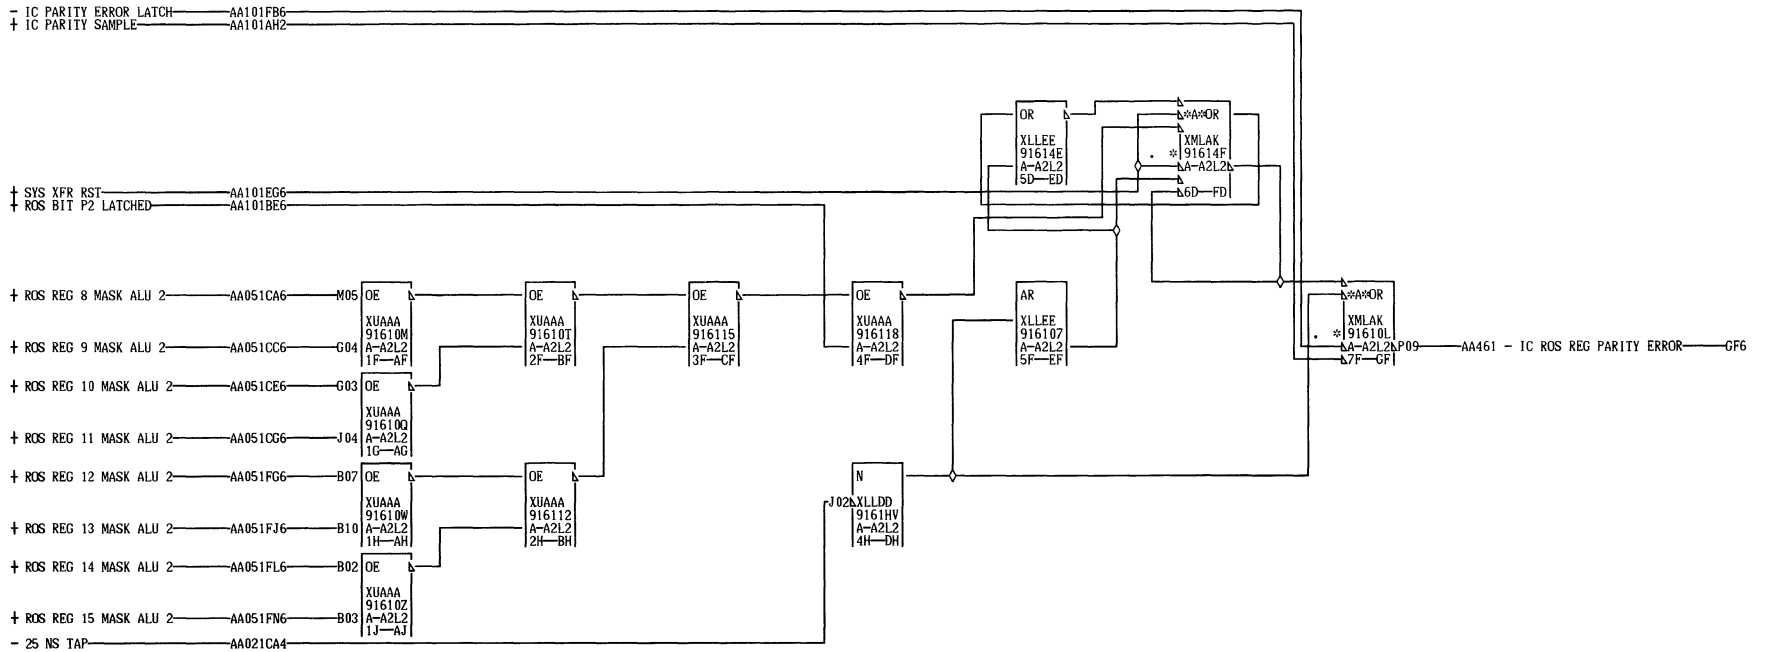 - IC PARITY ERROR LATCH AA101FB6
+ IC PARITY SAMPLE AA101AH2
OR
XLLEE
91614E
A-A2L2
5D ED
*A*OR
XMLAK
. * 91614F
A-A2L2
6D FD
+ SYS XFR RST AA101EG6
+ ROS BIT P2 LATCHED AA101BE6
+ ROS REG 8 MASK ALU 2 AA051CA6 M05
OE
XUAAA
91610M
+ ROS REG 9 MASK ALU 2 AA051CC6 G04 A-A2L2
1F AF
OE
XUAAA
91610T
A-A2L2
2F BF
OE
XUAAA
916115
A-A2L2
3F CF
OE
XUAAA
916118
A-A2L2
4F DF
AR
XLLEE
916107
A-A2L2
5F EF
*A*OR
XMLAK
. * 91610L
A-A2L2 P09 AA461 - IC ROS REG PARITY ERROR GF6
7F GF
+ ROS REG 10 MASK ALU 2 AA051CE6 G03 OE
XUAAA
91610Q
+ ROS REG 11 MASK ALU 2 AA051CG6 J04 A-A2L2
1G AG
+ ROS REG 12 MASK ALU 2 AA051FG6 B07 OE
XUAAA
91610W
+ ROS REG 13 MASK ALU 2 AA051FJ6 B10 A-A2L2
1H AH
OE
XUAAA
916112
A-A2L2
2H BH
N
J02 XLLDD
9161HV
A-A2L2
4H DH
+ ROS REG 14 MASK ALU 2 AA051FL6 B02 OE
XUAAA
91610Z
+ ROS REG 15 MASK ALU 2 AA051FN6 B03 A-A2L2
1J AJ
- 25 NS TAP AA021CA4